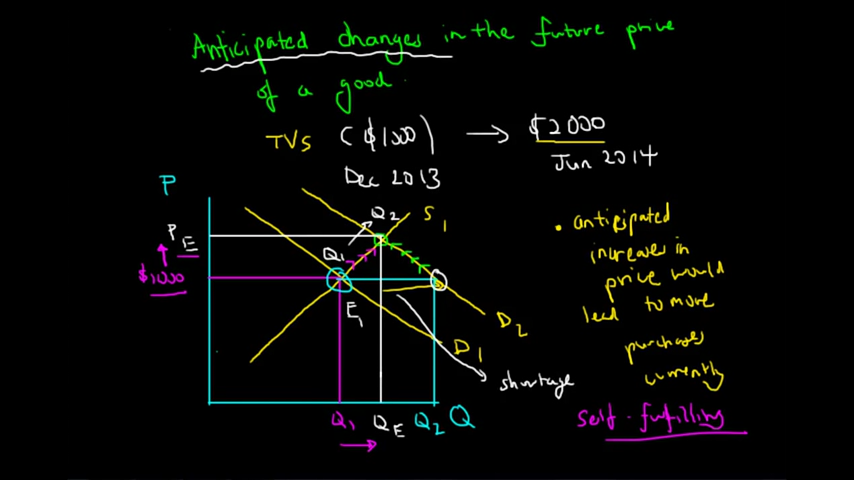 Anticipated changes in the future price
of a good
TVs ($1000) → $2000
Dec 2013
Jun 2014
P
Q2
S1
PE
Q1
$1000
E1
D2
D1
shortage
Q1
QE
Q2
Q
• anticipated
increases in
price would
lead to more
purchases
currently
self-fulfilling